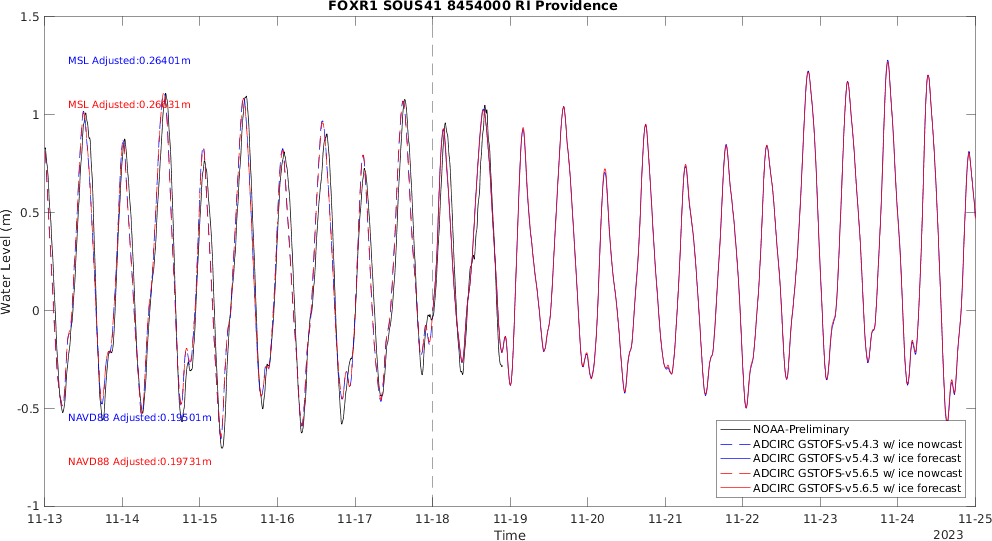 FOXR1 SOUS41 8454000 RI Providence
1.5
1
0.5
0
-0.5
-1
Water Level (m)
MSL Adjusted:0.26401m
MSL Adjusted:0.26631m
NAVD88 Adjusted:0.19501m
NAVD88 Adjusted:0.19731m
NOAA-Preliminary
ADCIRC GSTOFS-v5.4.3 w/ ice nowcast
ADCIRC GSTOFS-v5.4.3 w/ ice forecast
ADCIRC GSTOFS-v5.6.5 w/ ice nowcast
ADCIRC GSTOFS-v5.6.5 w/ ice forecast
11-13 11-14 11-15 11-16 11-17 11-18 11-19 11-20 11-21 11-22 11-23 11-24 11-25
Time
2023